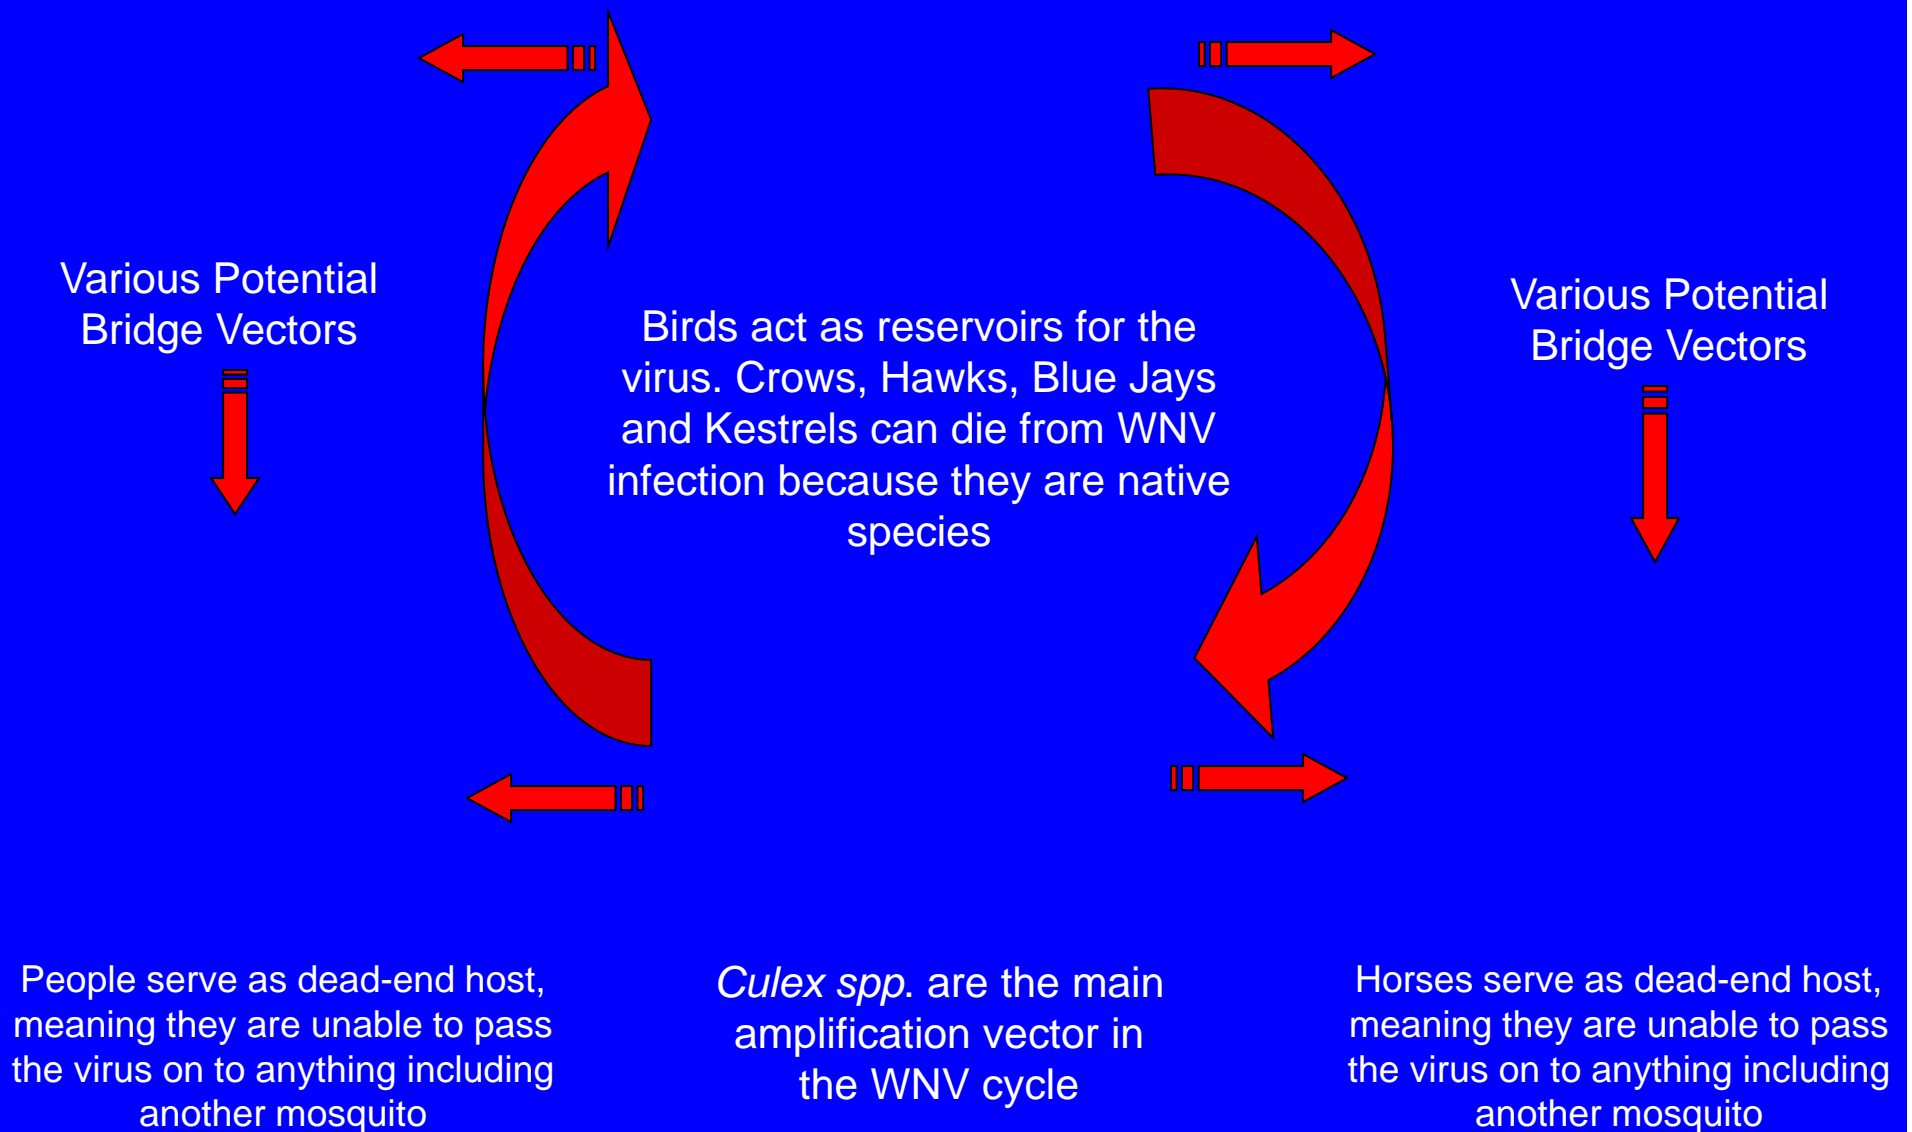 Various Potential
Bridge Vectors
Birds act as reservoirs for the
virus. Crows, Hawks, Blue Jays
and Kestrels can die from WNV
infection because they are native
species
Various Potential
Bridge Vectors
People serve as dead-end host,
meaning they are unable to pass
the virus on to anything including
another mosquito
Culex spp. are the main
amplification vector in
the WNV cycle
Horses serve as dead-end host,
meaning they are unable to pass
the virus on to anything including
another mosquito